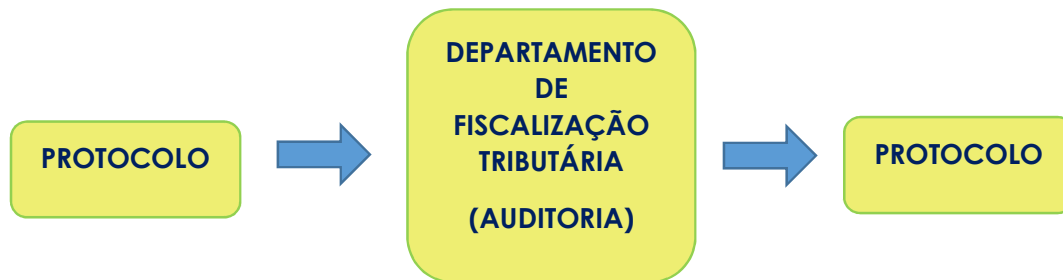 PROTOCOLO
DEPARTAMENTO
DE
FISCALIZAÇÃO
TRIBUTÁRIA
(AUDITORIA)
PROTOCOLO